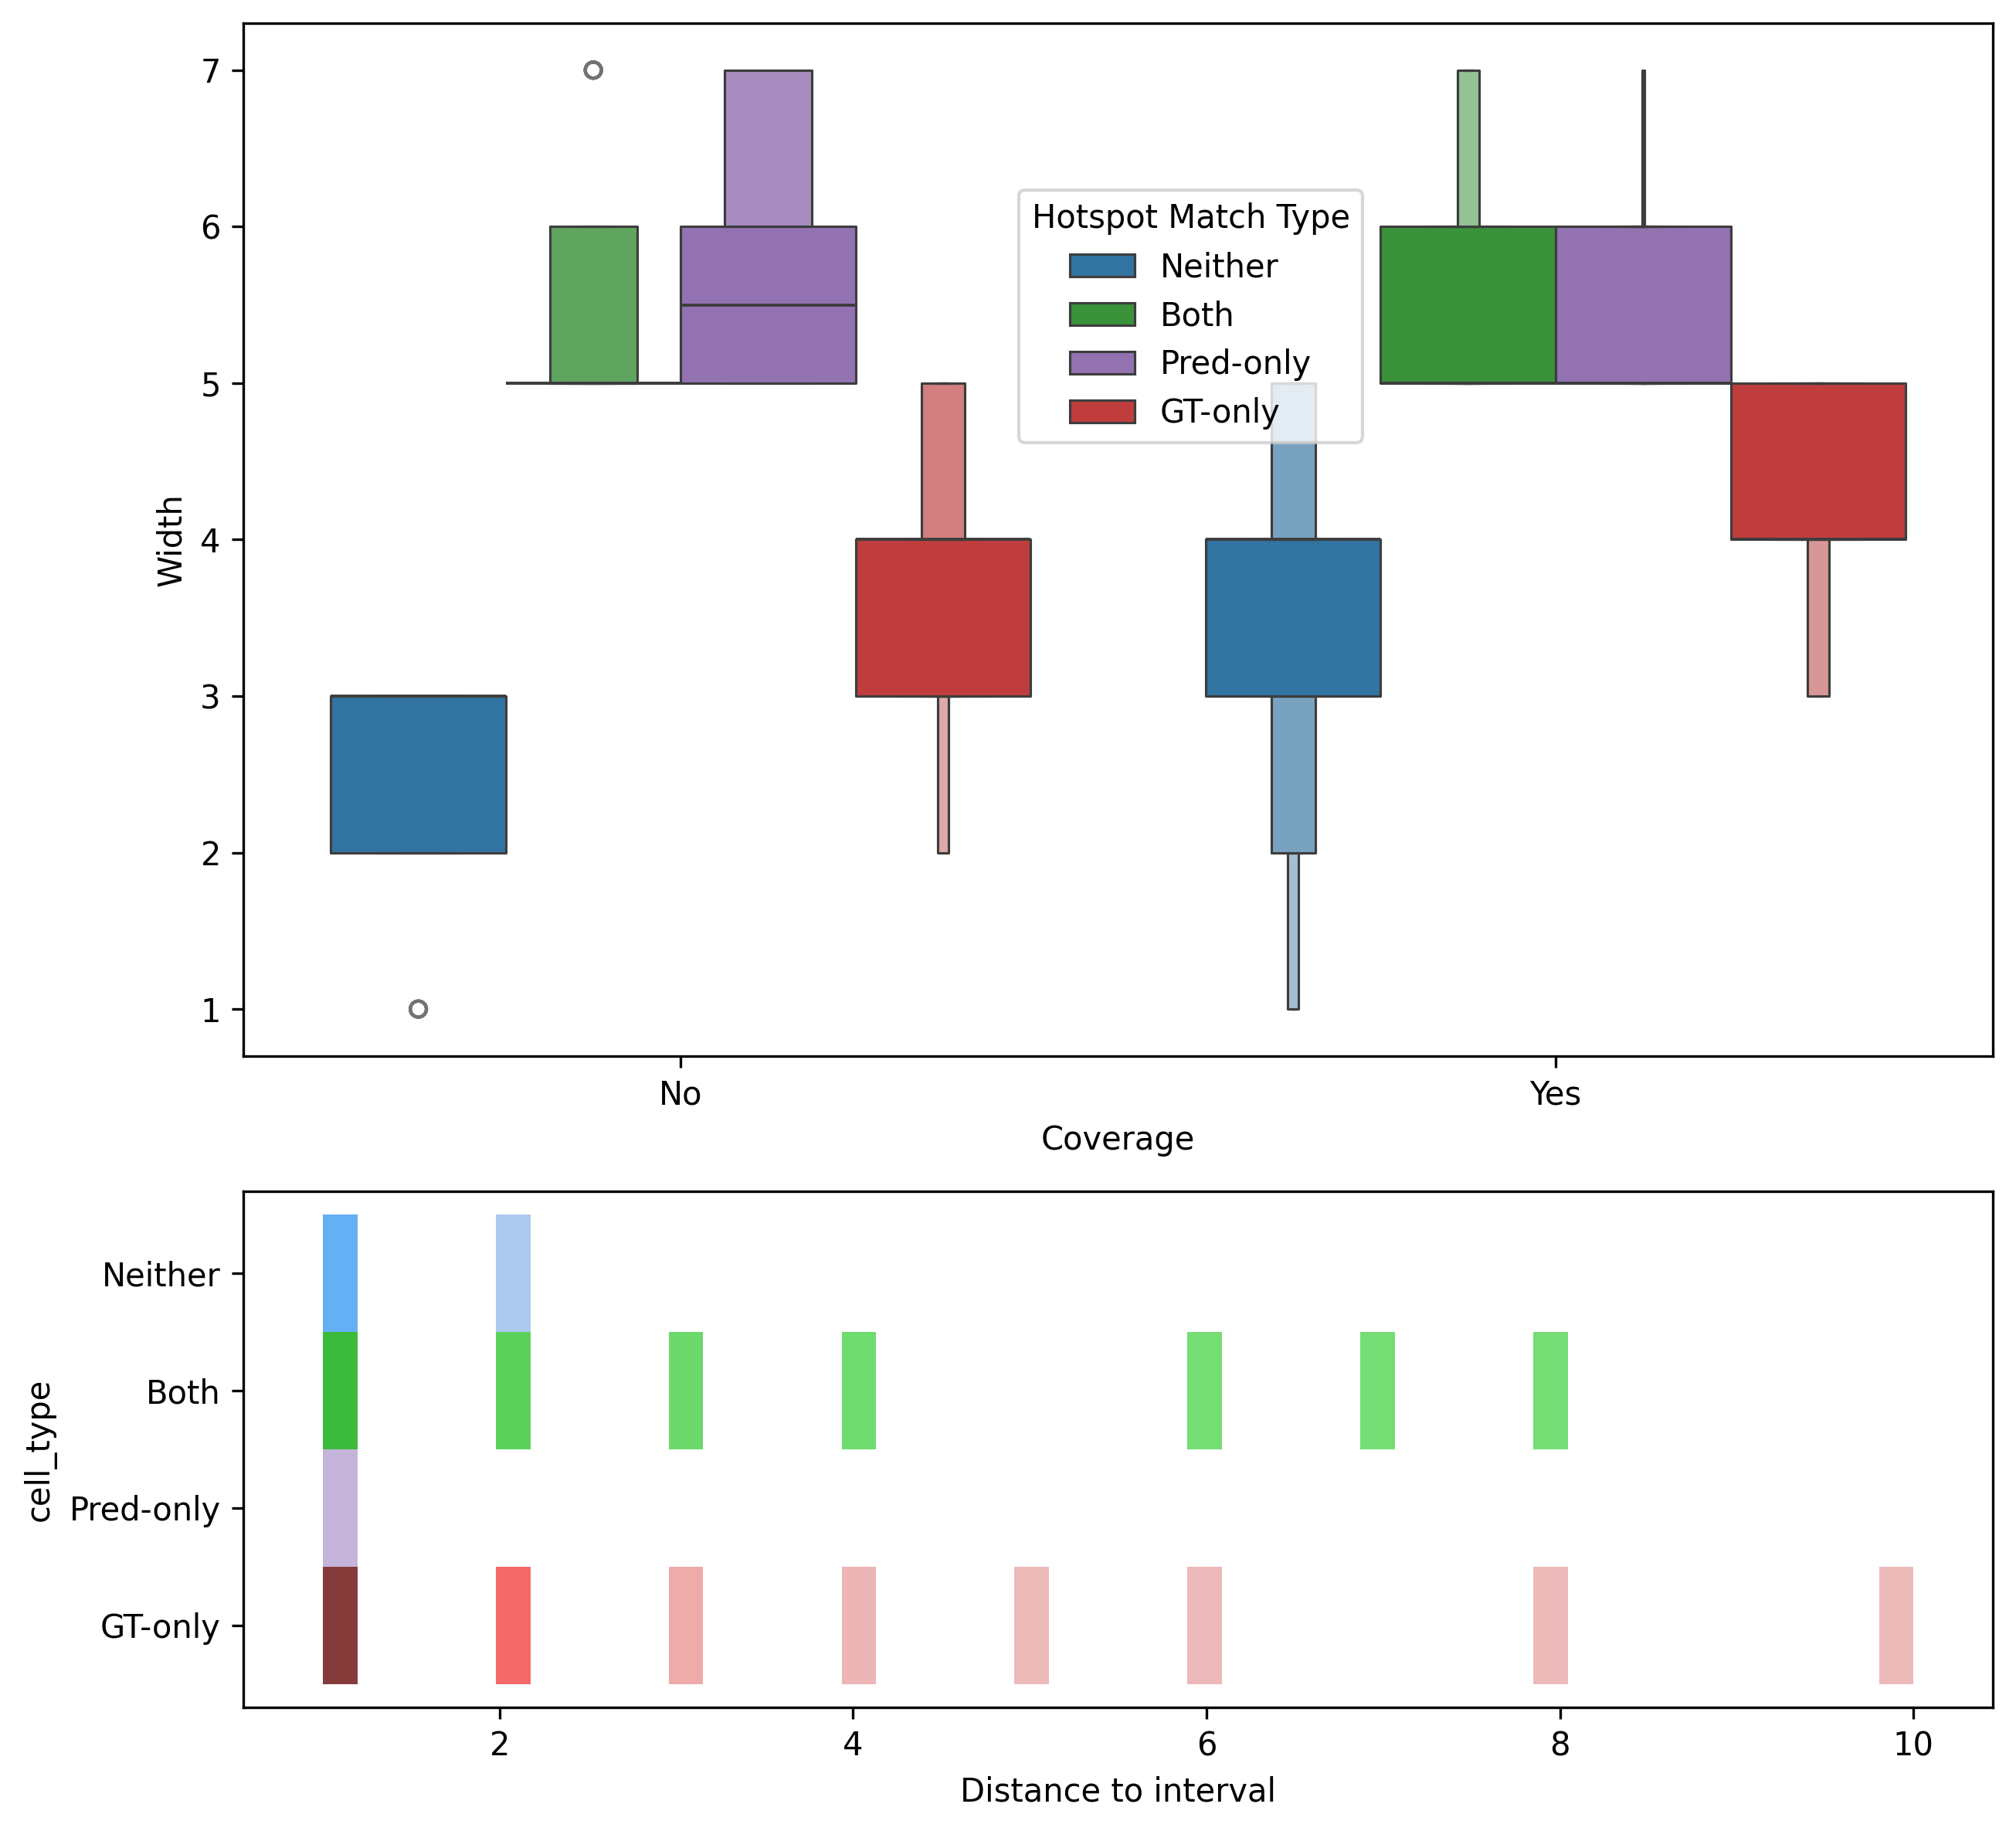 7
6
5
4
3
2
1
Width
Hotspot Match Type
Neither
Both
Pred-only
GT-only
No
Yes
Coverage
Neither
Both
Pred-only
GT-only
cell_type
2
4
6
8
10
Distance to interval